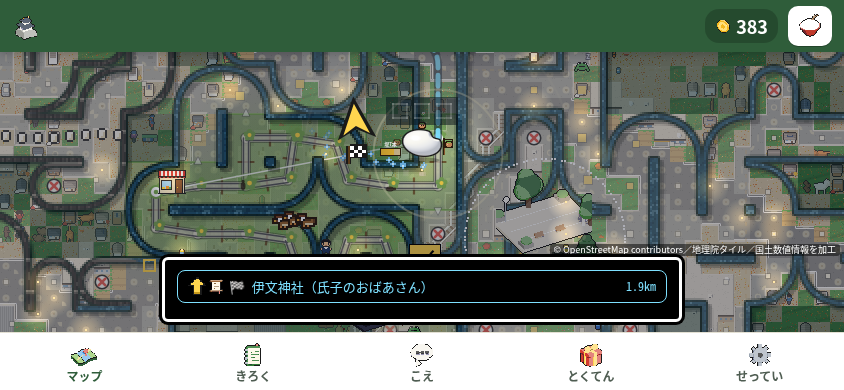 383
© OpenStreetMap contributors／地理院タイル／国土数値情報を加工
伊文神社（氏子のおばあさん） 1.9km
マップ
きろく
こえ
とくてん
せってい